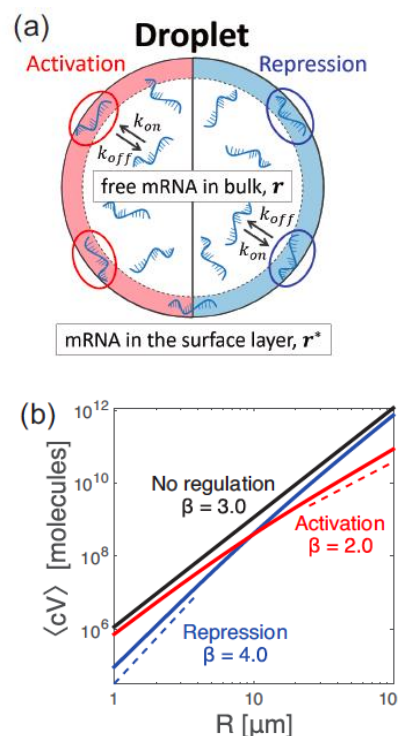 (a)
Droplet
Activation
Repression
k_on
k_off
free mRNA in bulk, r
k_off
k_on
mRNA in the surface layer, r*
(b)
10^12
10^10
10^8
10^6
⟨cV⟩ [molecules]
No regulation
β = 3.0
Activation
β = 2.0
Repression
β = 4.0
1
10
10
R [μm]